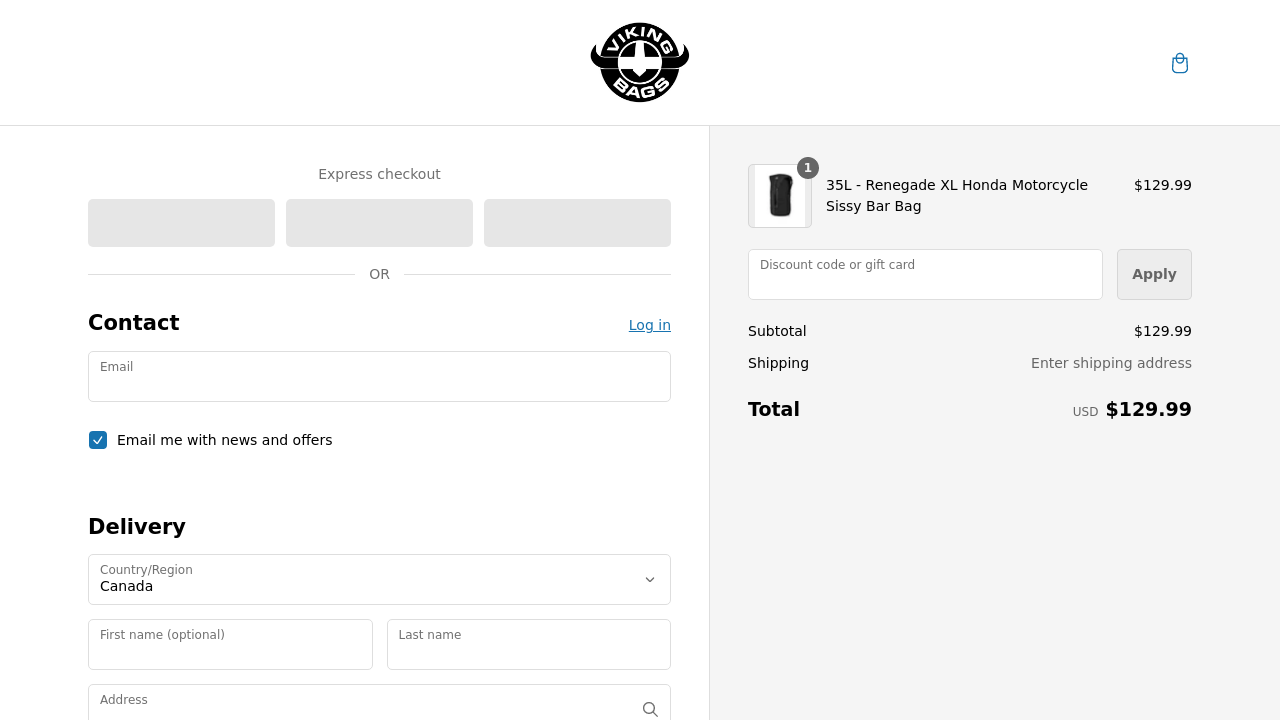 VIKING
BAGS
Express checkout
OR
Contact
Log in
Email
Email me with news and offers
Delivery
Country/Region
Canada
First name (optional)
Last name
Address
1
35L - Renegade XL Honda Motorcycle
Sissy Bar Bag
$129.99
Discount code or gift card
Apply
Subtotal
$129.99
Shipping
Enter shipping address
Total
USD $129.99